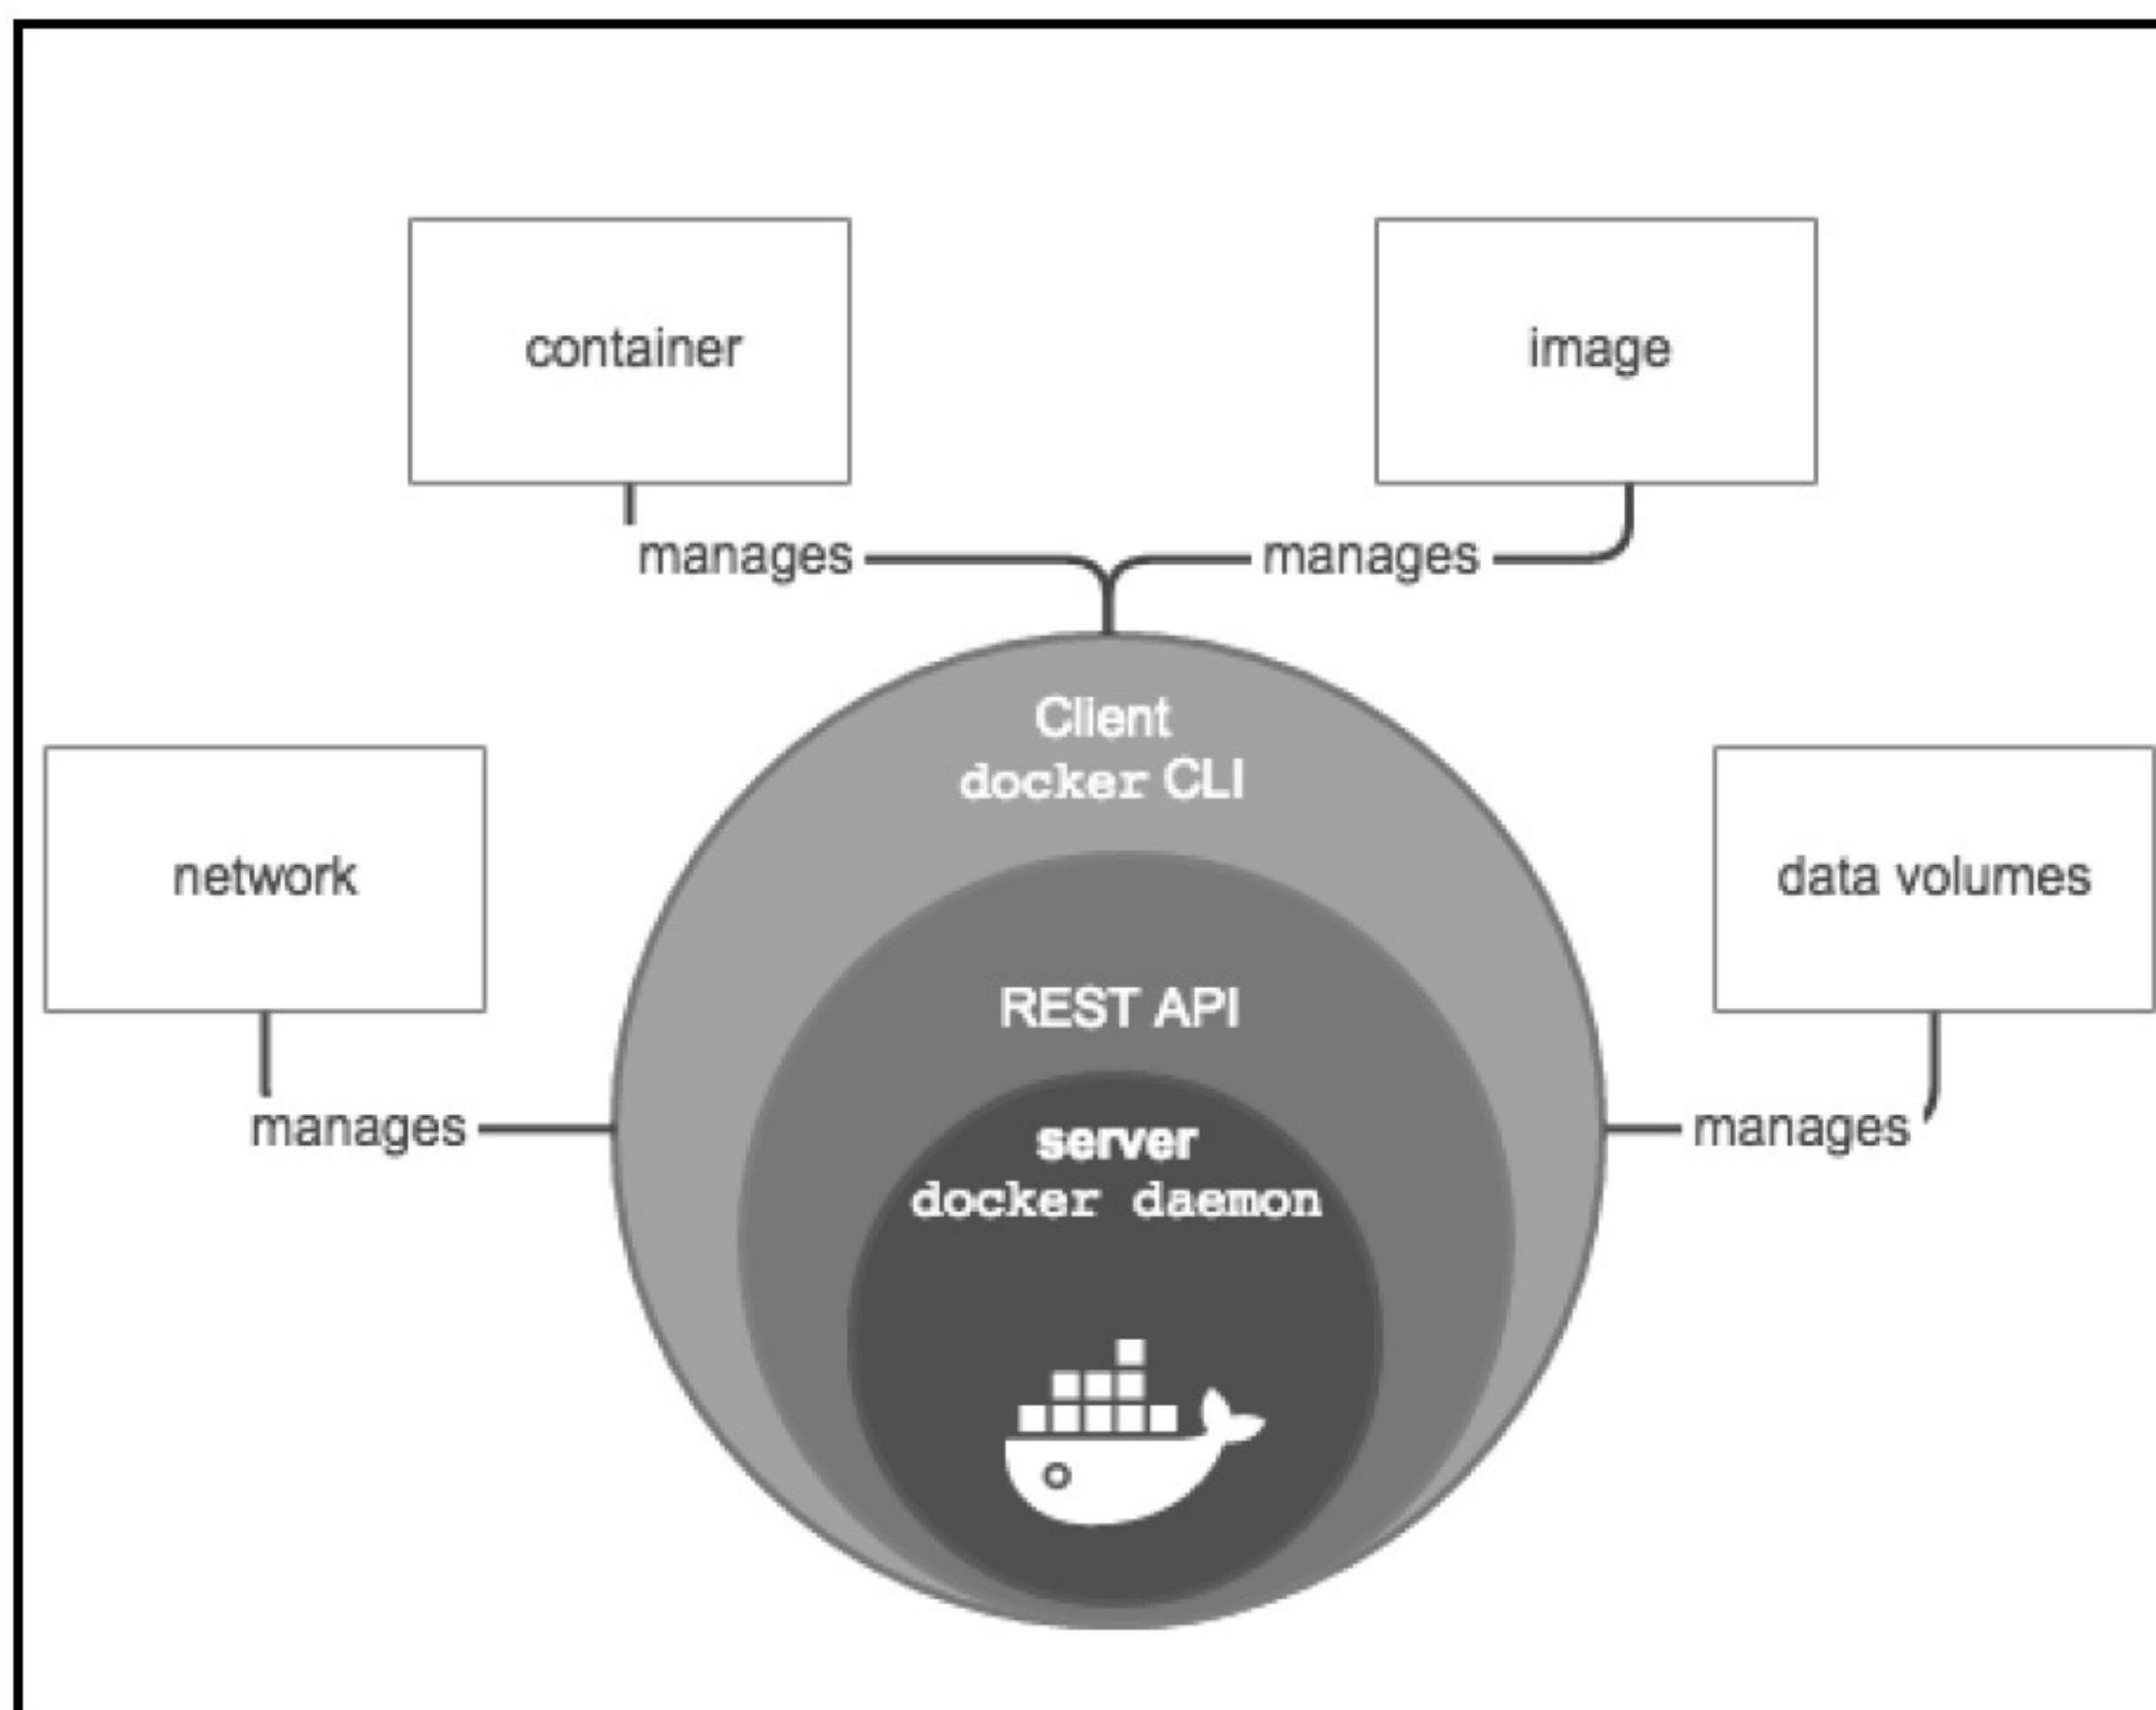 container
image
manages
manages
Client
docker CLI
network
data volumes
REST API
manages
server
docker daemon
manages